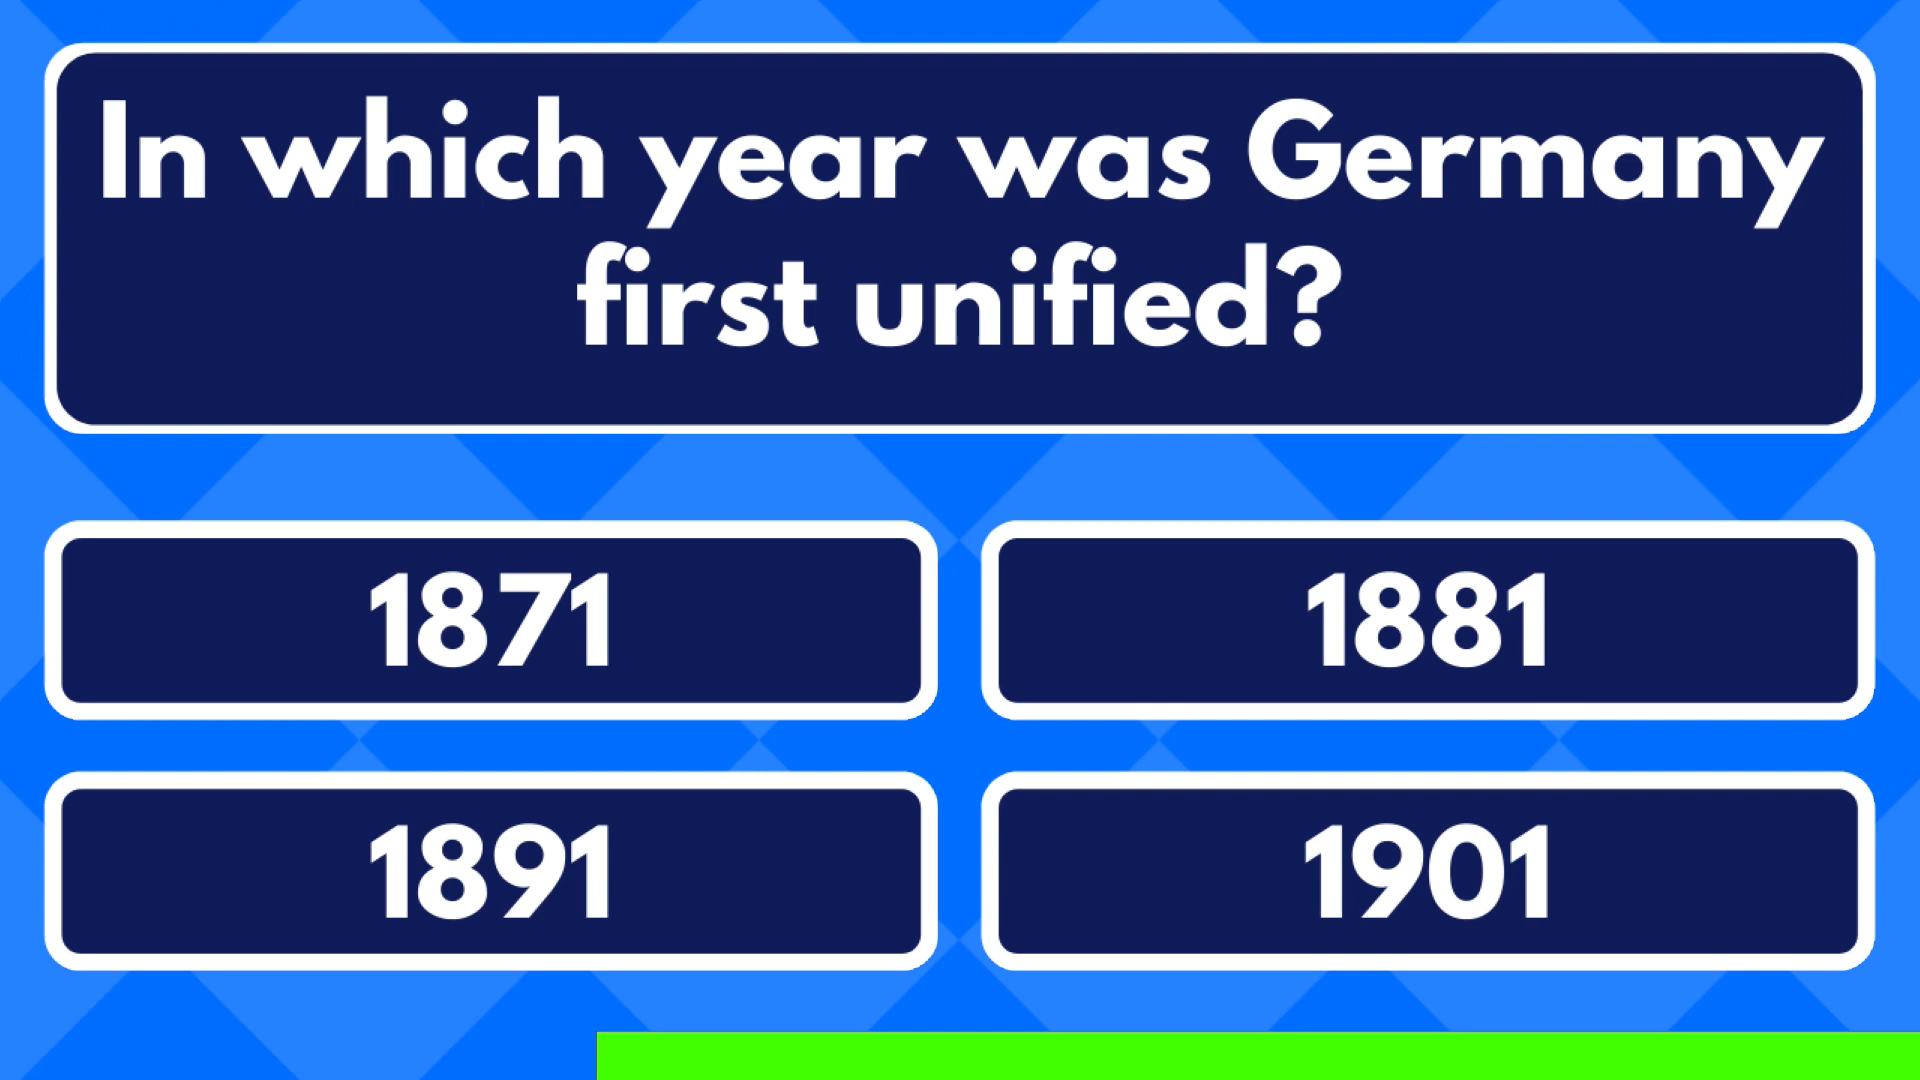 In which year was Germany
first unified?
1871
1881
1891
1901